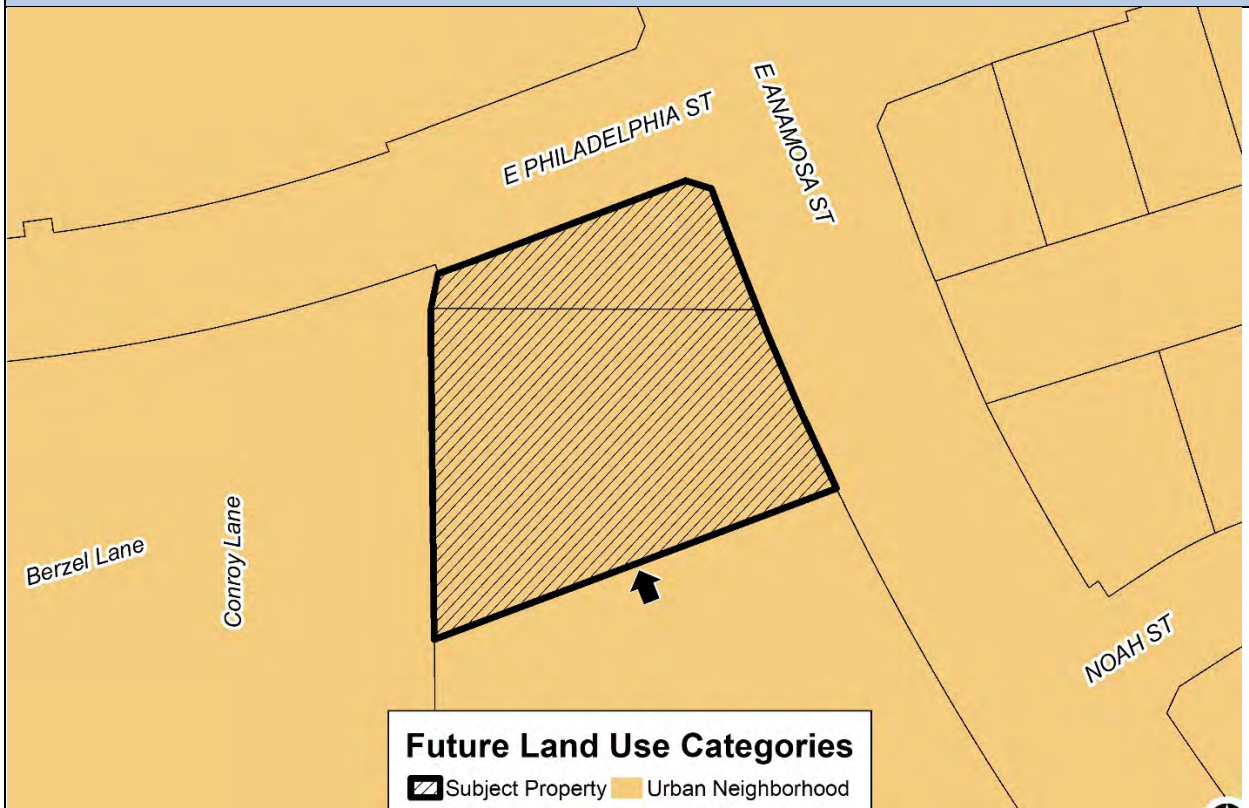 E PHILADELPHIA ST
E ANAMOSA ST
Berzel Lane
Conroy Lane
NOAH ST
Future Land Use Categories
Subject Property Urban Neighborhood